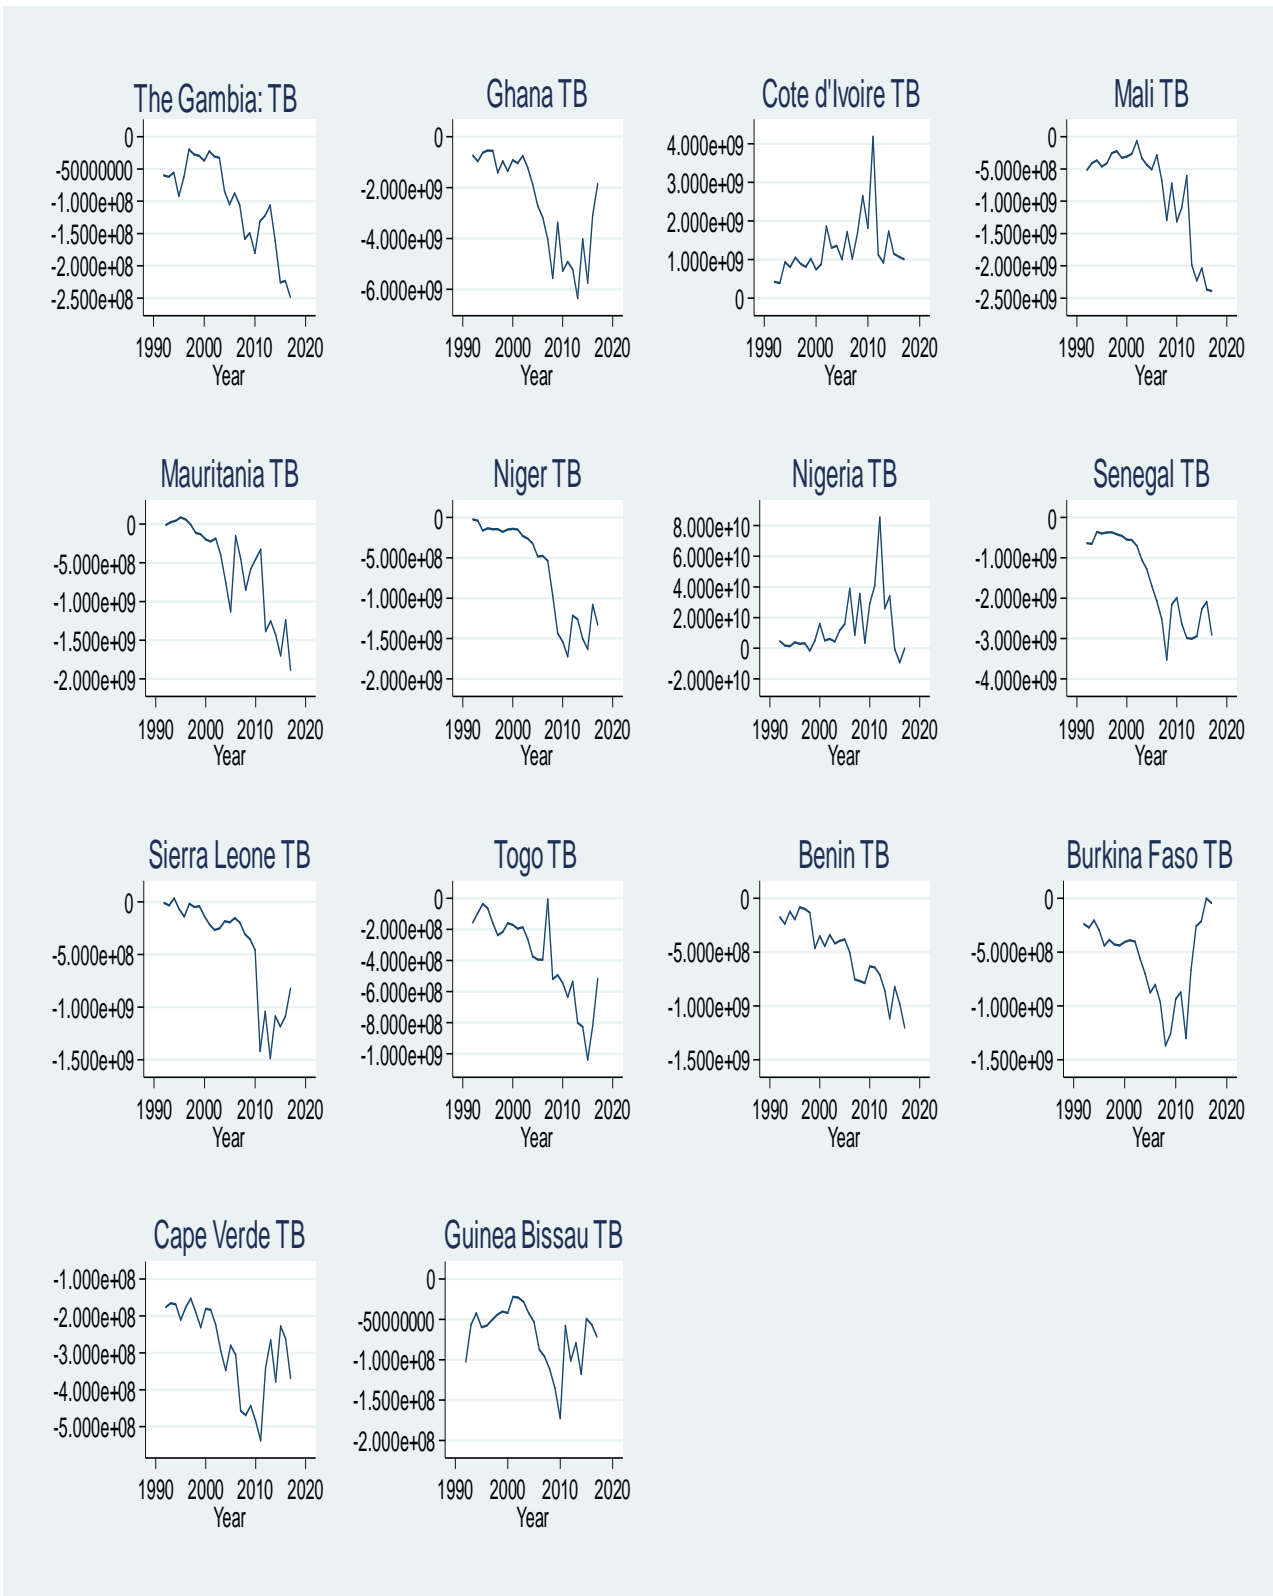 The Gambia: TB
0
-50000000
-1.000e+08
-1.500e+08
-2.000e+08
-2.500e+08
1990 2000 2010 2020
Year
Ghana TB
0
-2.000e+09
-4.000e+09
-6.000e+09
1990 2000 2010 2020
Year
Cote d'Ivoire TB
4.000e+09
3.000e+09
2.000e+09
1.000e+09
0
1990 2000 2010 2020
Year
Mali TB
0
-5.000e+08
-1.000e+09
-1.500e+09
-2.000e+09
-2.500e+09
1990 2000 2010 2020
Year
Mauritania TB
0
-5.000e+08
-1.000e+09
-1.500e+09
-2.000e+09
1990 2000 2010 2020
Year
Niger TB
0
-5.000e+08
-1.000e+09
-1.500e+09
-2.000e+09
1990 2000 2010 2020
Year
Nigeria TB
8.000e+10
6.000e+10
4.000e+10
2.000e+10
0
-2.000e+10
1990 2000 2010 2020
Year
Senegal TB
0
-1.000e+09
-2.000e+09
-3.000e+09
-4.000e+09
1990 2000 2010 2020
Year
Sierra Leone TB
0
-5.000e+08
-1.000e+09
-1.500e+09
1990 2000 2010 2020
Year
Togo TB
0
-2.000e+08
-4.000e+08
-6.000e+08
-8.000e+08
-1.000e+09
1990 2000 2010 2020
Year
Benin TB
0
-5.000e+08
-1.000e+09
-1.500e+09
1990 2000 2010 2020
Year
Burkina Faso TB
0
-5.000e+08
-1.000e+09
-1.500e+09
1990 2000 2010 2020
Year
Cape Verde TB
-1.000e+08
-2.000e+08
-3.000e+08
-4.000e+08
-5.000e+08
1990 2000 2010 2020
Year
Guinea Bissau TB
0
-50000000
-1.000e+08
-1.500e+08
-2.000e+08
1990 2000 2010 2020
Year